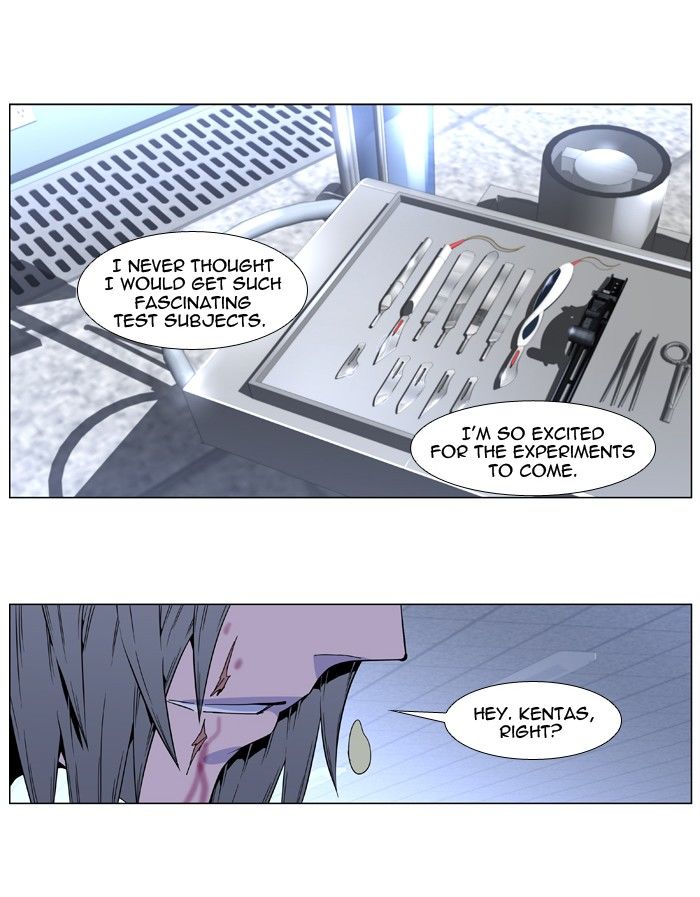 I NEVER THOUGHT
I WOULD GET SUCH
FASCINATING
TEST SUBJECTS.
I'M SO EXCITED
FOR THE EXPERIMENTS
TO COME.
HEY. KENTAS,
RIGHT?